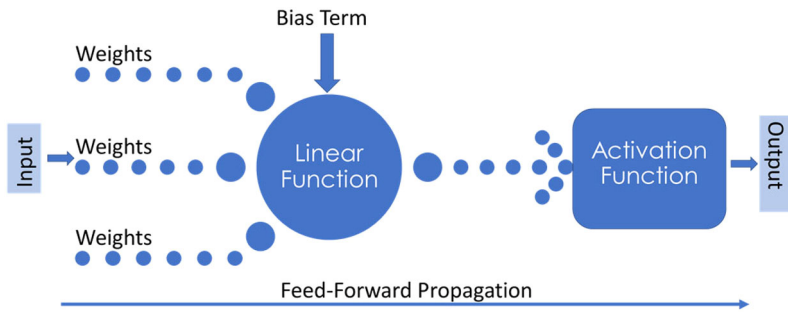 Bias Term
Weights
Input
Weights
Linear
Function
Activation
Function
Output
Weights
Feed-Forward Propagation